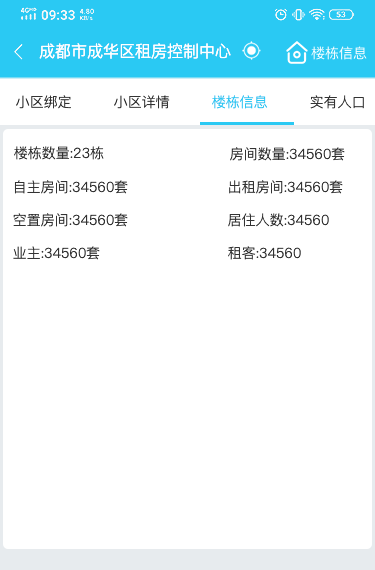 4G 09:33 4.80 KB/s 53
成都市成华区租房控制中心 楼栋信息
小区绑定 小区详情 楼栋信息 实有人口
楼栋数量:23栋 房间数量:34560套
自主房间:34560套 出租房间:34560套
空置房间:34560套 居住人数:34560
业主:34560套 租客:34560